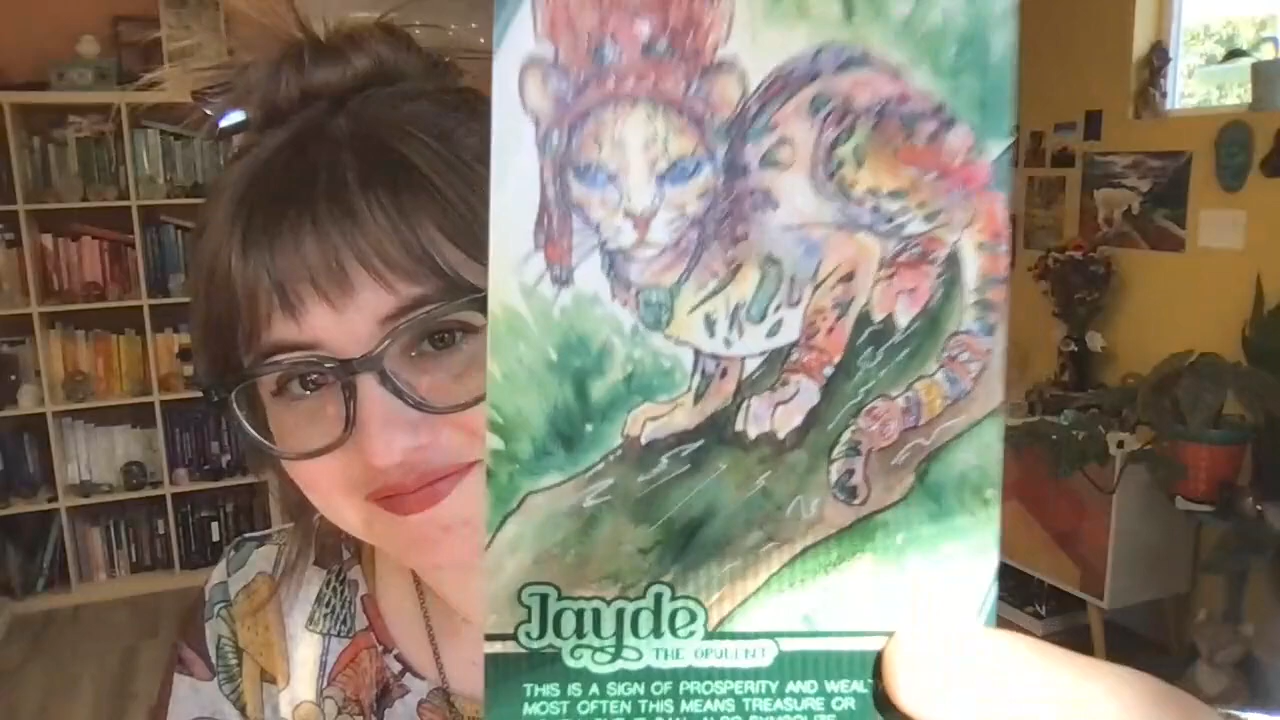 Jayde
THE OPULENT
THIS IS A SIGN OF PROSPERITY AND WEAL
MOST OFTEN THIS MEANS TREASURE OR